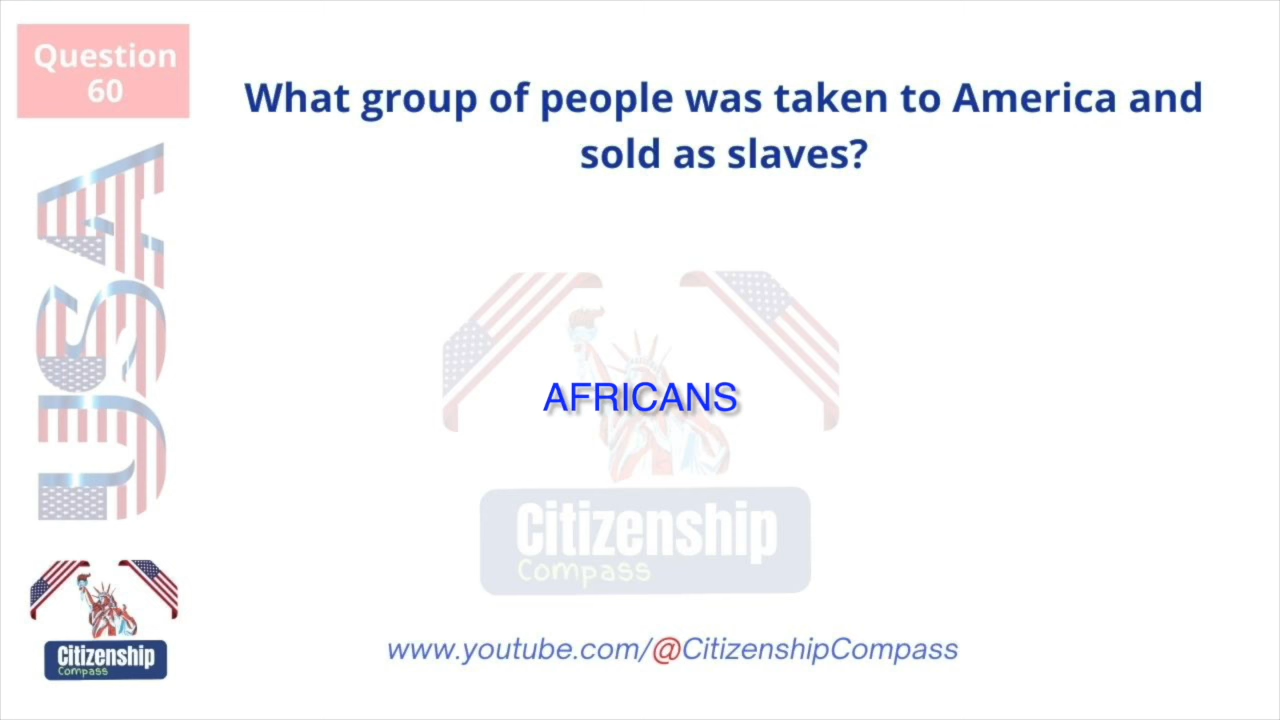 Question
60
What group of people was taken to America and
sold as slaves?
USA
AFRICANS
Citizenship
Compass
Citizenship
Compass
www.youtube.com/@CitizenshipCompass